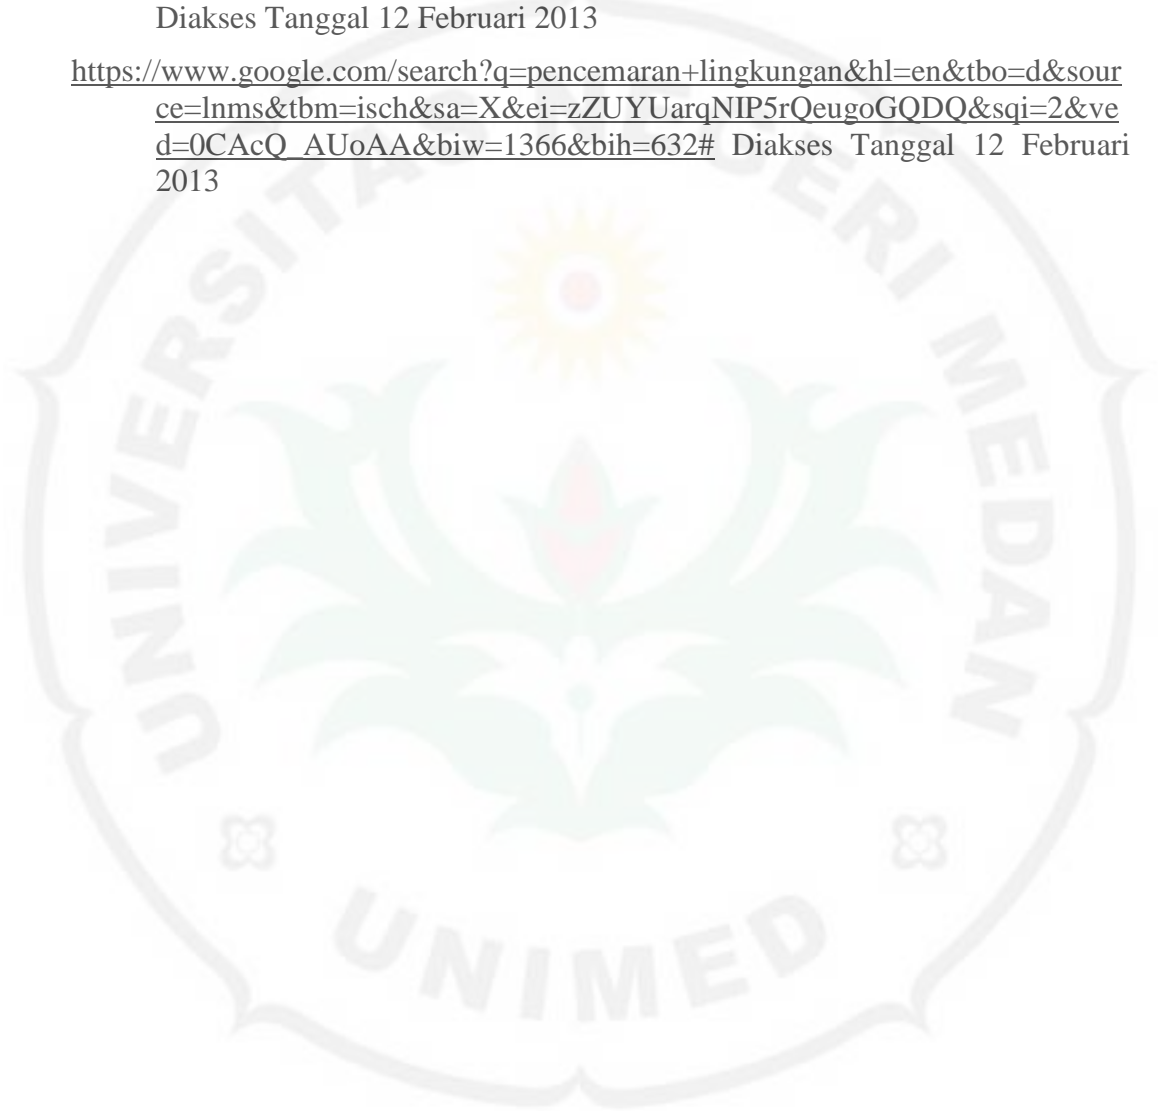 Diakses Tanggal 12 Februari 2013
https://www.google.com/search?q=pencemaran+lingkungan&hl=en&tbo=d&sour
ce=lnms&tbm=isch&sa=X&ei=zZUYUarqNIP5rQeugoGQDQ&sqi=2&ve
d=0CAcQ_AUoAA&biw=1366&bih=632# Diakses Tanggal 12 Februari
2013
UNIVERSITAS NEGERI MEDAN
UNIMED